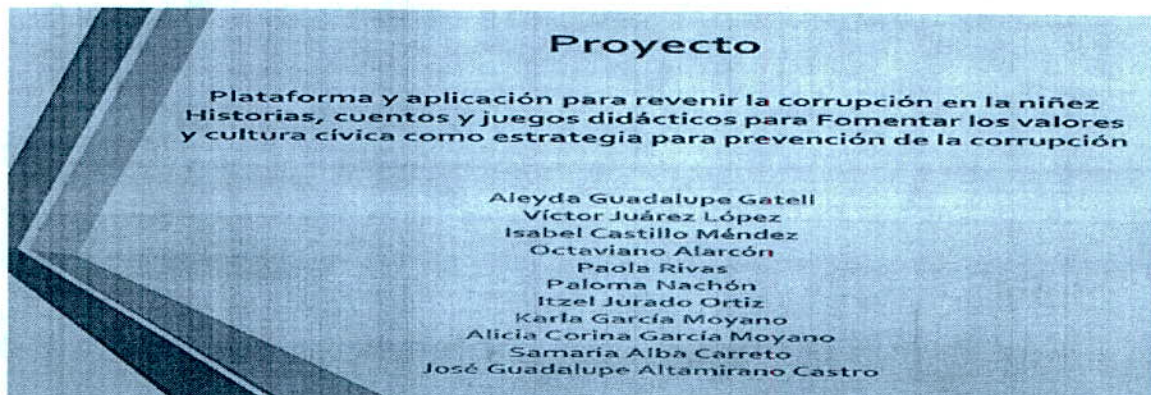 Proyecto
Plataforma y aplicación para revenir la corrupción en la niñez
Historias, cuentos y juegos didácticos para Fomentar los valores
y cultura cívica como estrategia para prevención de la corrupción
Aleyda Guadalupe Gatell
Víctor Juárez López
Isabel Castillo Méndez
Octaviano Alarcón
Paola Rivas
Paloma Nachón
Itzel Jurado Ortiz
Karla García Moyano
Alicia Corina García Moyano
Samaría Alba Carreto
José Guadalupe Altamirano Castro